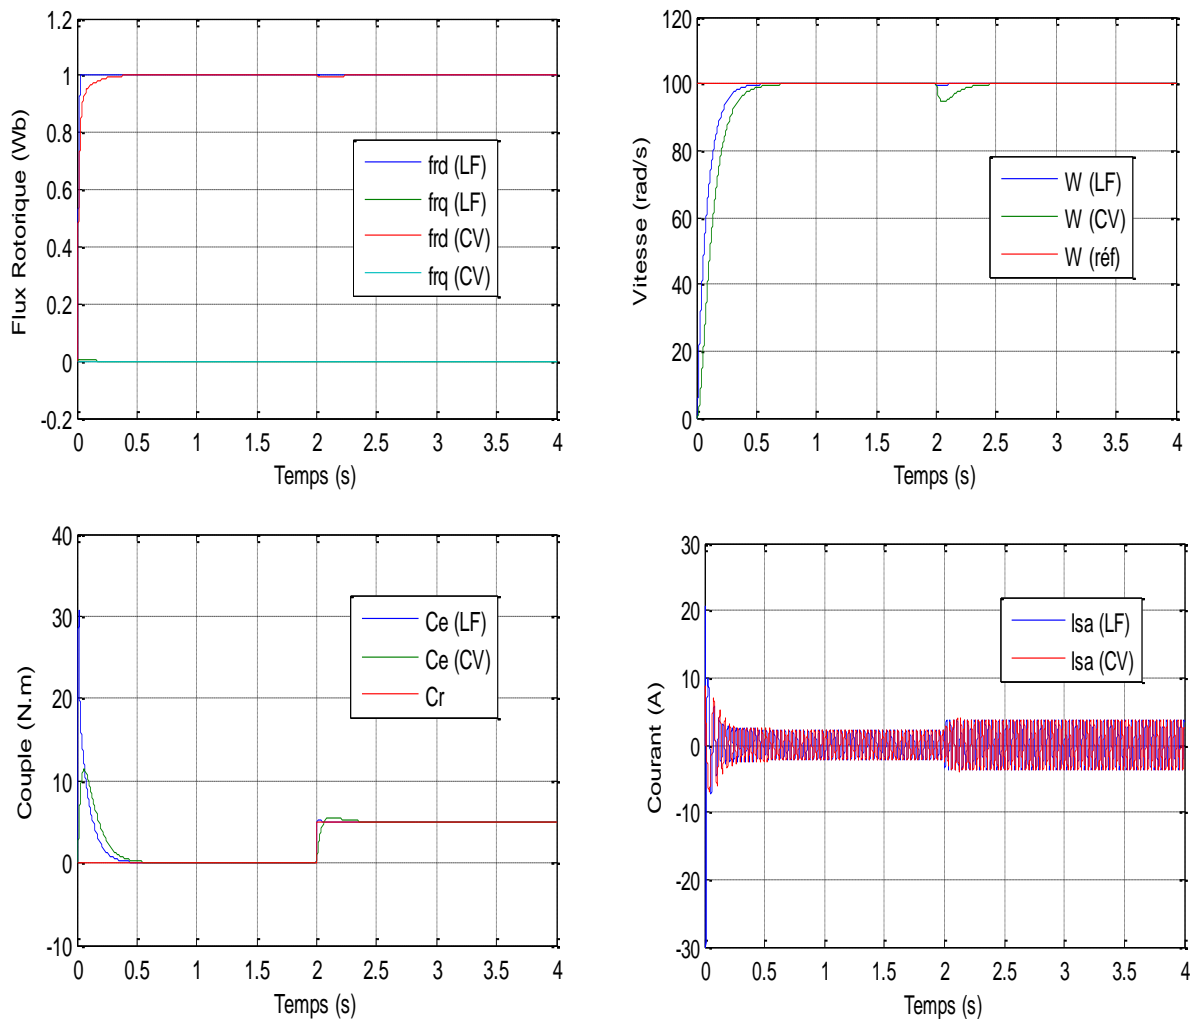 Flux Rotorique (Wb)
1.2
1
0.8
0.6
0.4
0.2
0
-0.2
frd (LF)
frq (LF)
frd (CV)
frq (CV)
0 0.5 1 1.5 2 2.5 3 3.5 4
Temps (s)
Vitesse (rad/s)
120
100
80
60
40
20
0
W (LF)
W (CV)
W (réf)
0 0.5 1 1.5 2 2.5 3 3.5 4
Temps (s)
Couple (N.m)
40
30
20
10
0
-10
Ce (LF)
Ce (CV)
Cr
0 0.5 1 1.5 2 2.5 3 3.5 4
Temps (s)
Courant (A)
30
20
10
0
-10
-20
-30
Isa (LF)
Isa (CV)
0 0.5 1 1.5 2 2.5 3 3.5 4
Temps (s)